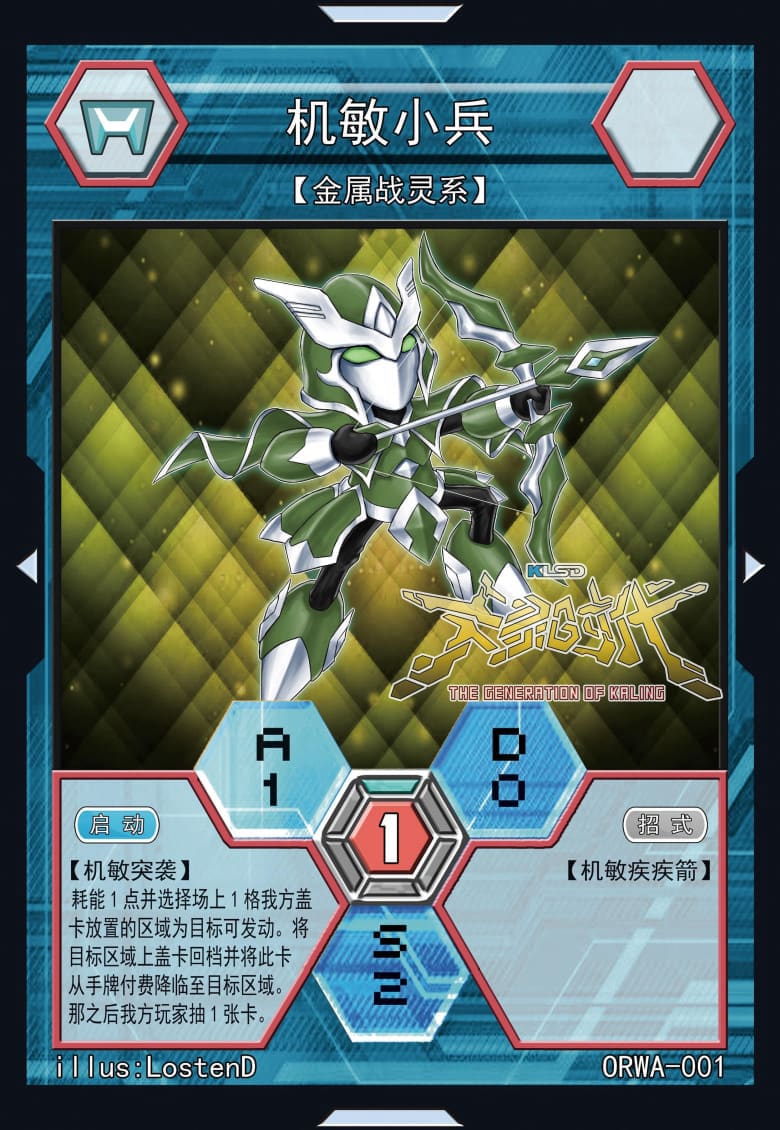 机敏小兵
【金属战灵系】
KLSD
卡灵时代
THE GENERATION OF KALING
A
1
D
0
1
S
2
启动
【机敏突袭】
耗能1点并选择场上1格我方盖
卡放置的区域为目标可发动。将
目标区域上盖卡回档并将此卡
从手牌付费降临至目标区域。
那之后我方玩家抽1张卡。
招式
【机敏疾疾箭】
illus:LostenD
ORWA-001